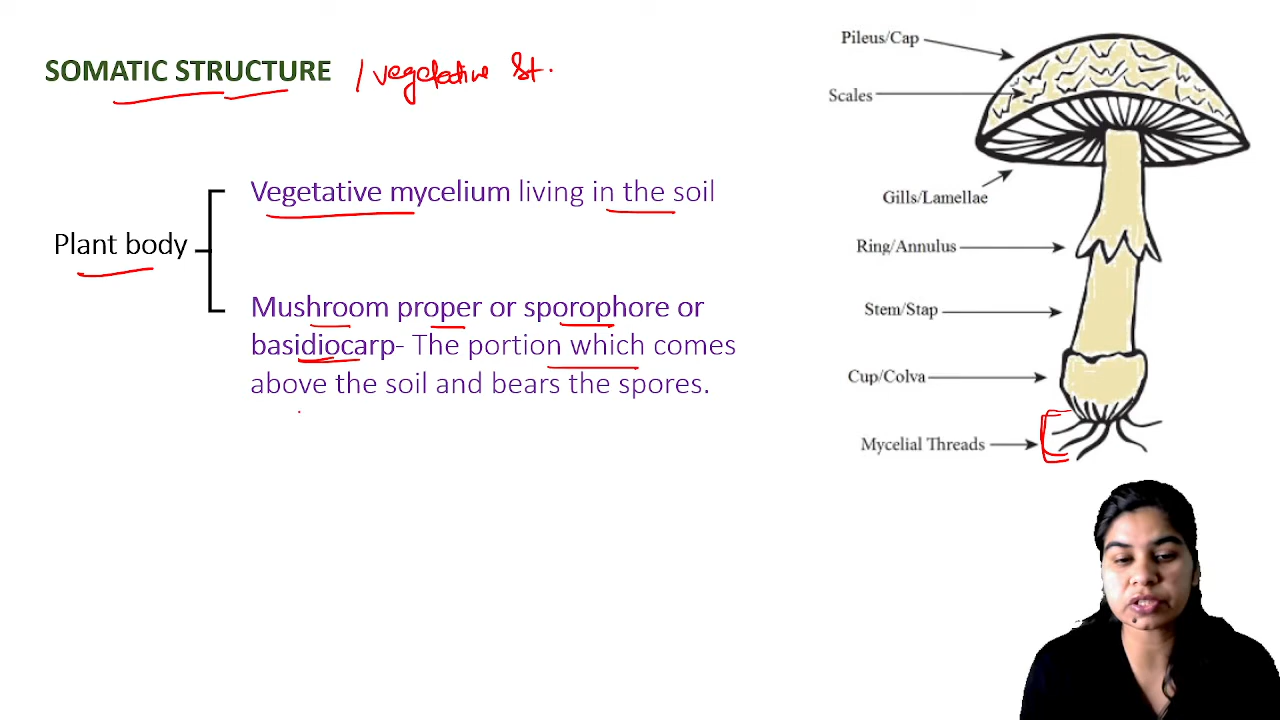 SOMATIC STRUCTURE / vegetative st.
Vegetative mycelium living in the soil
Plant body
Mushroom proper or sporophore or
basidiocarp- The portion which comes
above the soil and bears the spores.
Pileus/Cap
Scales
Gills/Lamellae
Ring/Annulus
Stem/Stap
Cup/Colva
Mycelial Threads